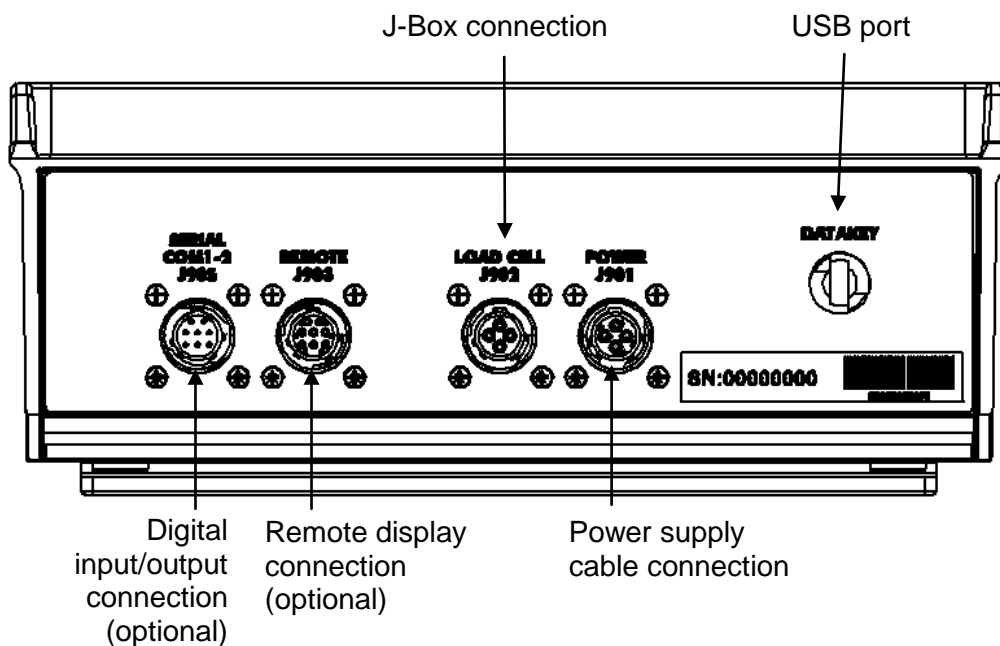 J-Box connection
USB port
SERIAL
COM1-2
J905
REMOTE
J903
LOAD CELL
J902
POWER
J901
DATAKEY
SN:00000000
Digital
input/output
connection
(optional)
Remote display
connection
(optional)
Power supply
cable connection